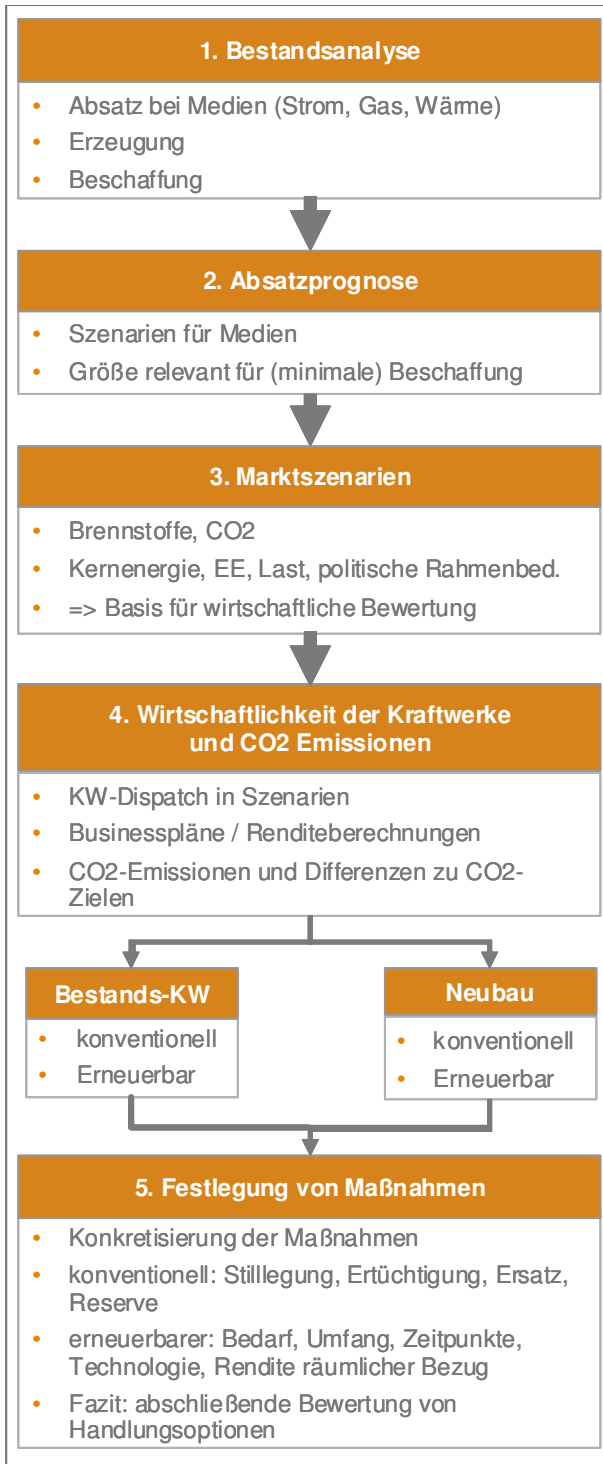 1. Bestandsanalyse
• Absatz bei Medien (Strom, Gas, Wärme)
• Erzeugung
• Beschaffung
2. Absatzprognose
• Szenarien für Medien
• Größe relevant für (minimale) Beschaffung
3. Marktszenarien
• Brennstoffe, CO2
• Kernenergie, EE, Last, politische Rahmenbed.
• => Basis für wirtschaftliche Bewertung
4. Wirtschaftlichkeit der Kraftwerke
und CO2 Emissionen
• KW-Dispatch in Szenarien
• Businesspläne / Renditeberechnungen
• CO2-Emissionen und Differenzen zu CO2-
Zielen
Bestands-KW
• konventionell
• Erneuerbar
Neubau
• konventionell
• Erneuerbar
5. Festlegung von Maßnahmen
• Konkretisierung der Maßnahmen
• konventionell: Stilllegung, Ertüchtigung, Ersatz,
Reserve
• erneuerbarer: Bedarf, Umfang, Zeitpunkte,
Technologie, Rendite räumlicher Bezug
• Fazit: abschließende Bewertung von
Handlungsoptionen